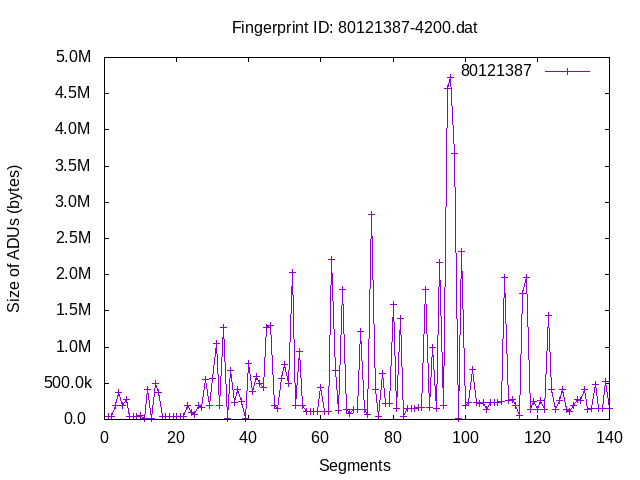 Fingerprint ID: 80121387-4200.dat
5.0M
80121387
4.5M
4.0M
3.5M
3.0M
2.5M
2.0M
1.5M
1.0M
500.0k
0.0
Size of ADUs (bytes)
0 20 40 60 80 100 120 140
Segments